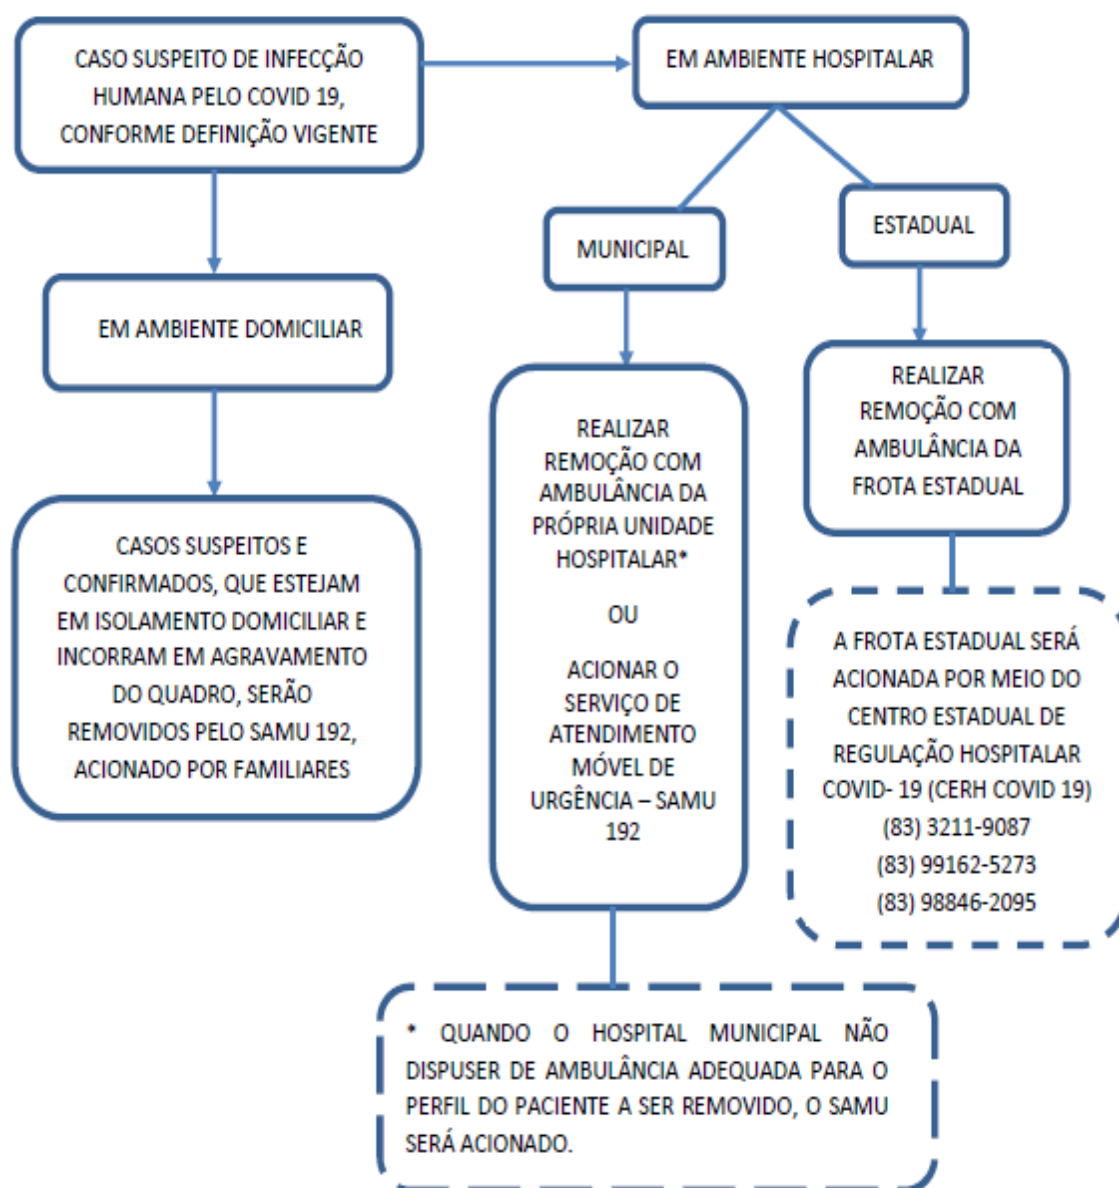 CASO SUSPEITO DE INFECÇÃO
HUMANA PELO COVID 19,
CONFORME DEFINIÇÃO VIGENTE
EM AMBIENTE HOSPITALAR
MUNICIPAL
ESTADUAL
EM AMBIENTE DOMICILIAR
REALIZAR
REMOÇÃO COM
AMBULÂNCIA DA
FROTA ESTADUAL
REALIZAR
REMOÇÃO COM
AMBULÂNCIA DA
PRÓPRIA UNIDADE
HOSPITALAR*
OU
ACIONAR O
SERVIÇO DE
ATENDIMENTO
MÓVEL DE
URGÊNCIA – SAMU
192
CASOS SUSPEITOS E
CONFIRMADOS, QUE ESTEJAM
EM ISOLAMENTO DOMICILIAR E
INCORRAM EM AGRAVAMENTO
DO QUADRO, SERÃO
REMOVIDOS PELO SAMU 192,
ACIONADO POR FAMILIARES
A FROTA ESTADUAL SERÁ
ACIONADA POR MEIO DO
CENTRO ESTADUAL DE
REGULAÇÃO HOSPITALAR
COVID- 19 (CERH COVID 19)
(83) 3211-9087
(83) 99162-5273
(83) 98846-2095
* QUANDO O HOSPITAL MUNICIPAL NÃO
DISPUSER DE AMBULÂNCIA ADEQUADA PARA O
PERFIL DO PACIENTE A SER REMOVIDO, O SAMU
SERÁ ACIONADO.